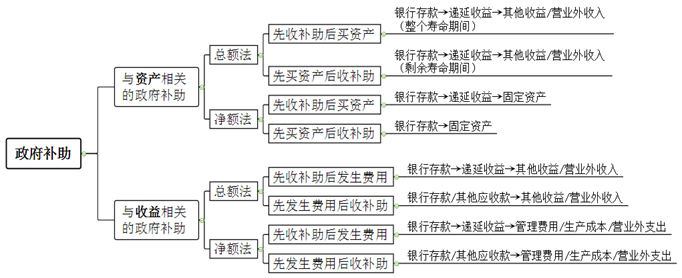 政府补助
与资产相关
的政府补助
总额法
先收补助后买资产
银行存款→递延收益→其他收益/营业外收入
（整个寿命期间）
先买资产后收补助
银行存款→递延收益→其他收益/营业外收入
（剩余寿命期间）
净额法
先收补助后买资产
银行存款→递延收益→固定资产
先买资产后收补助
银行存款→固定资产
与收益相关
的政府补助
总额法
先收补助后发生费用
银行存款→递延收益→其他收益/营业外收入
先发生费用后收补助
银行存款/其他应收款→其他收益/营业外收入
净额法
先收补助后发生费用
银行存款→递延收益→管理费用/生产成本/营业外支出
先发生费用后收补助
银行存款/其他应收款→管理费用/生产成本/营业外支出